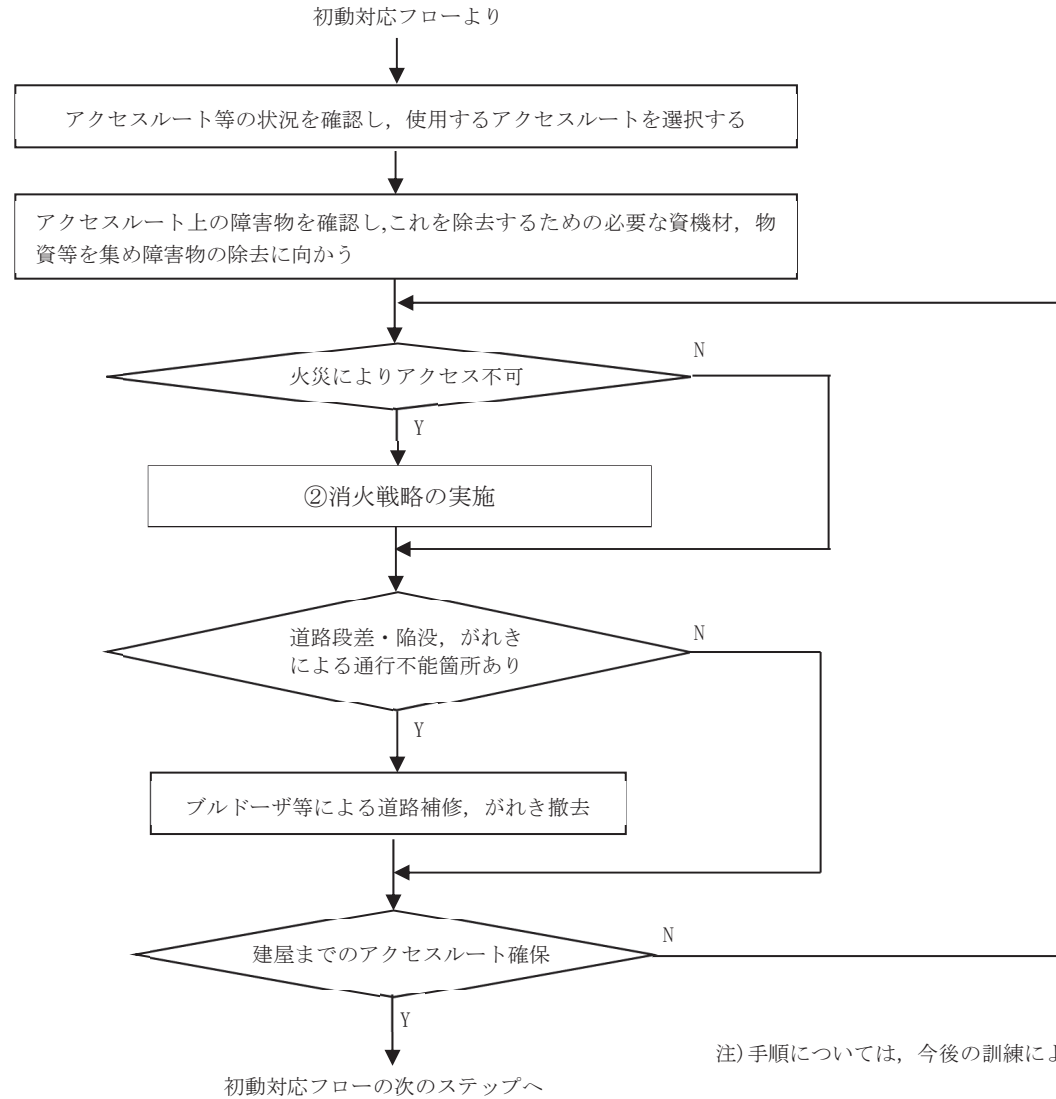 初動対応フローより
アクセスルート等の状況を確認し，使用するアクセスルートを選択する
アクセスルート上の障害物を確認し,これを除去するための必要な資機材，物
資等を集め障害物の除去に向かう
火災によりアクセス不可
N
Y
②消火戦略の実施
道路段差・陥没，がれき
による通行不能箇所あり
N
Y
ブルドーザ等による道路補修，がれき撤去
建屋までのアクセスルート確保
N
Y
注)手順については，今後の訓練によ
初動対応フローの次のステップへ